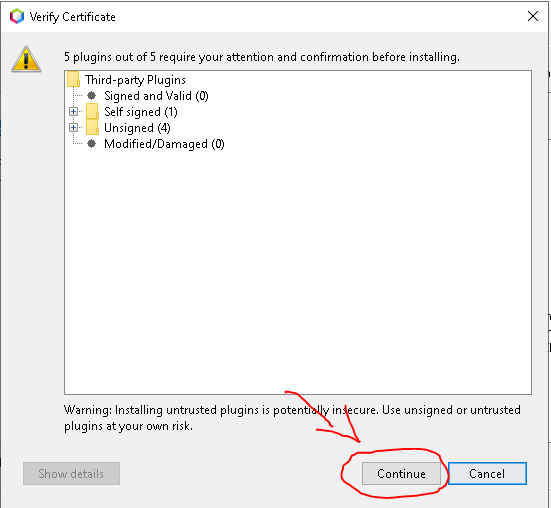 Verify Certificate
5 plugins out of 5 require your attention and confirmation before installing.
Third-party Plugins
Signed and Valid (0)
Self signed (1)
Unsigned (4)
Modified/Damaged (0)
Warning: Installing untrusted plugins is potentially insecure. Use unsigned or untrusted
plugins at your own risk.
Show details
Continue
Cancel